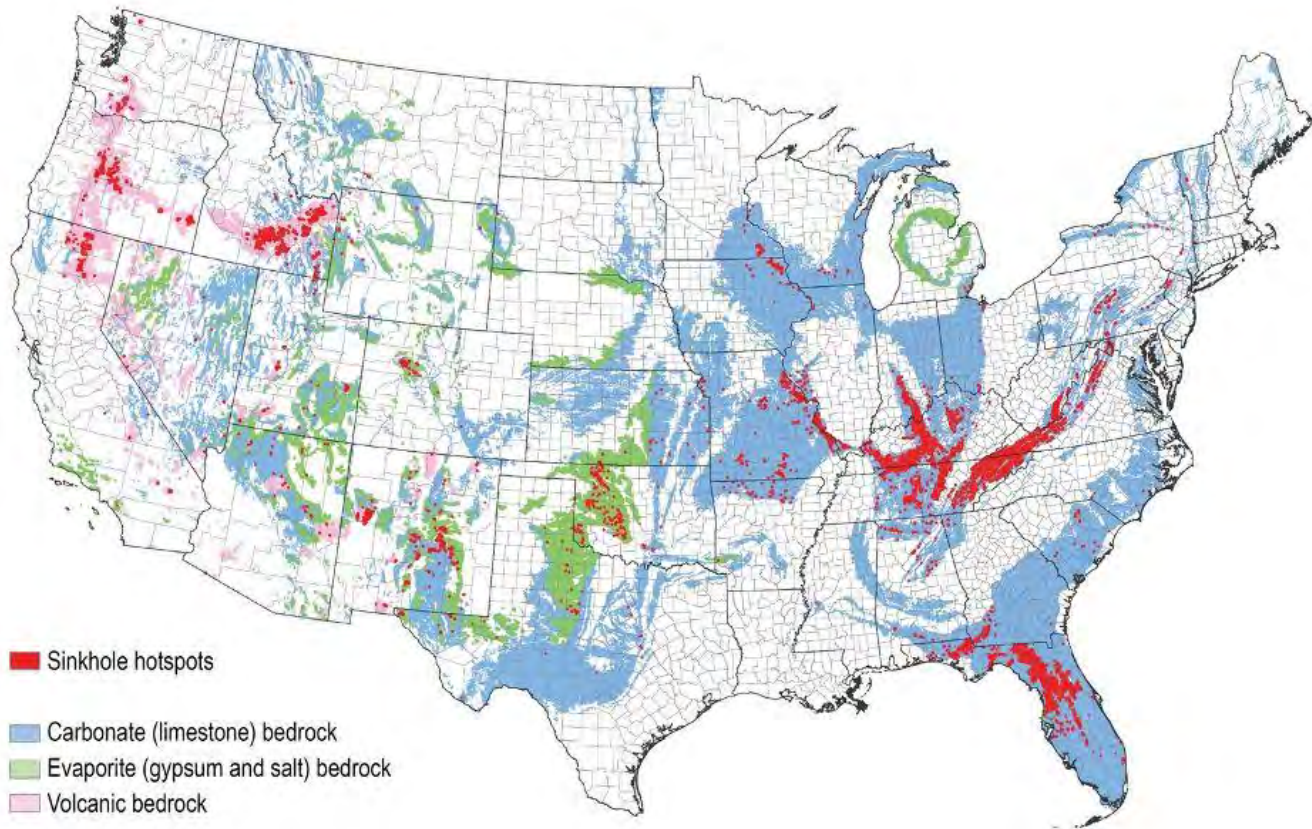 Sinkhole hotspots
Carbonate (limestone) bedrock
Evaporite (gypsum and salt) bedrock
Volcanic bedrock